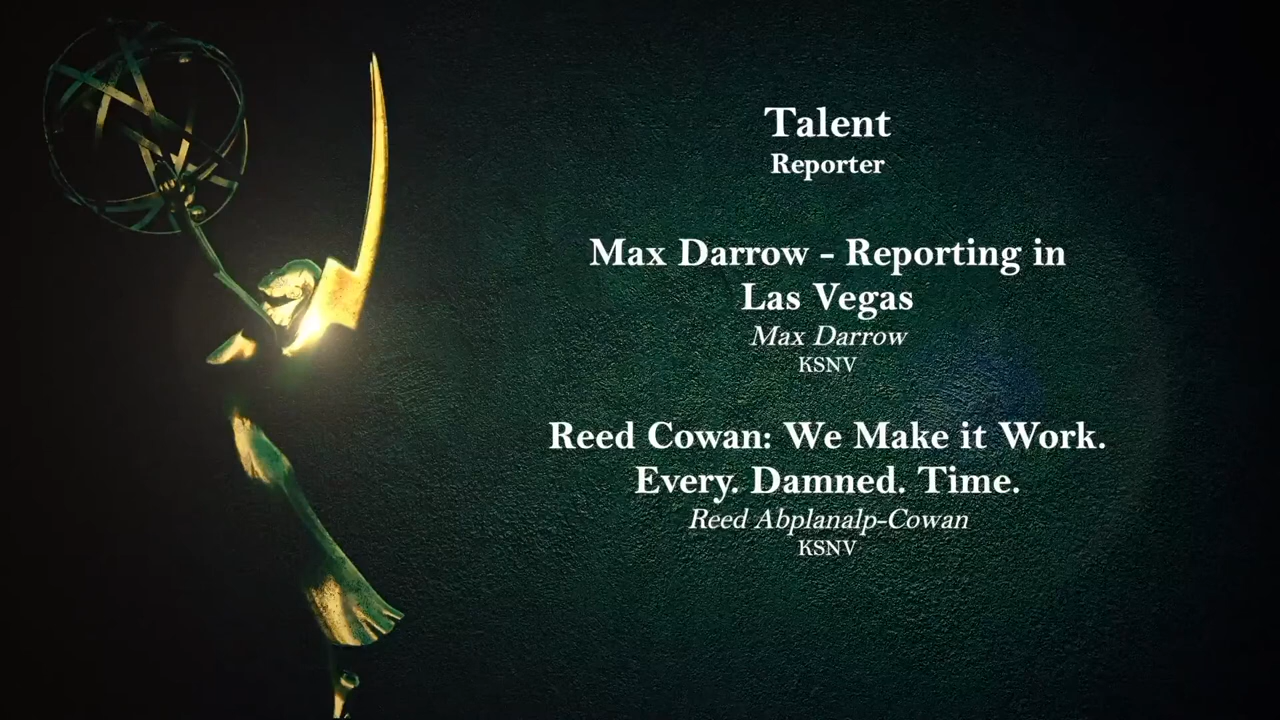 Talent
Reporter
Max Darrow - Reporting in
Las Vegas
Max Darrow
KSNV
Reed Cowan: We Make it Work.
Every. Damned. Time.
Reed Abplanalp-Cowan
KSNV